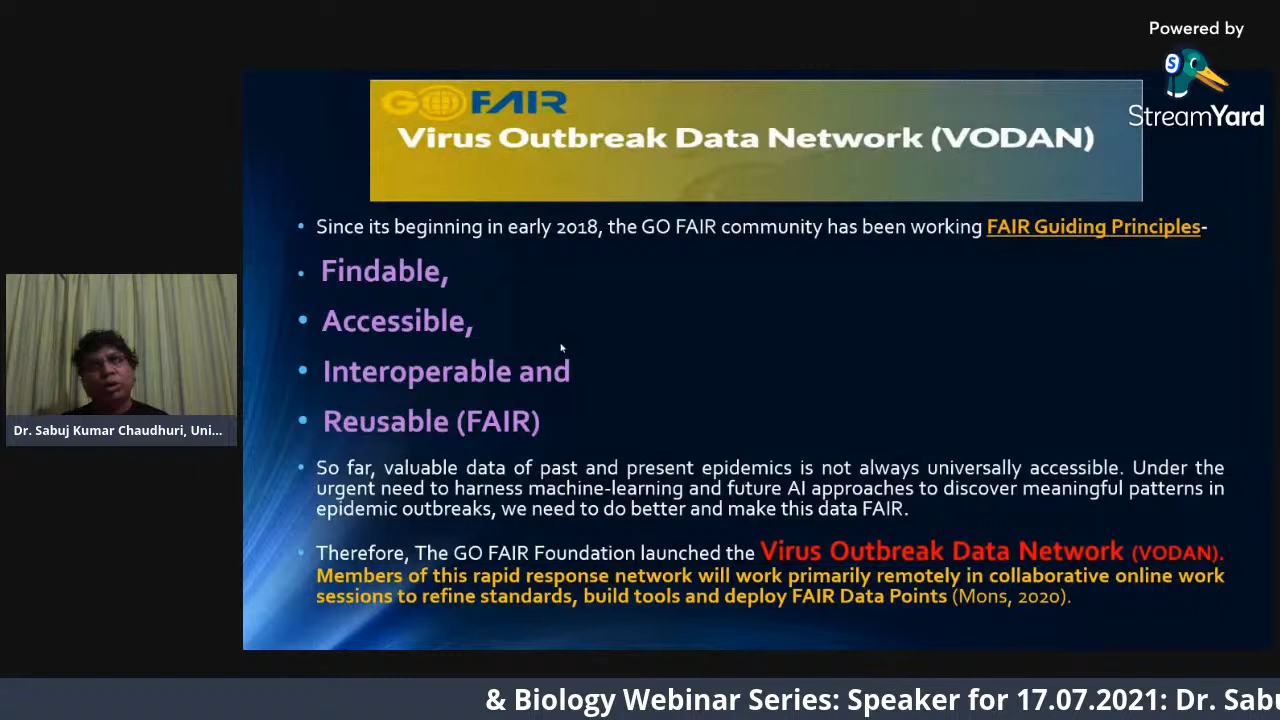 Powered by
StreamYard
GO FAIR
Virus Outbreak Data Network (VODAN)
• Since its beginning in early 2018, the GO FAIR community has been working FAIR Guiding Principles-
• Findable,
• Accessible,
• Interoperable and
• Reusable (FAIR)
• So far, valuable data of past and present epidemics is not always universally accessible. Under the
urgent need to harness machine-learning and future AI approaches to discover meaningful patterns in
epidemic outbreaks, we need to do better and make this data FAIR.
• Therefore, The GO FAIR Foundation launched the Virus Outbreak Data Network (VODAN).
Members of this rapid response network will work primarily remotely in collaborative online work
sessions to refine standards, build tools and deploy FAIR Data Points (Mons, 2020).
Dr. Sabuj Kumar Chaudhuri, Uni...
& Biology Webinar Series: Speaker for 17.07.2021: Dr. Sabu